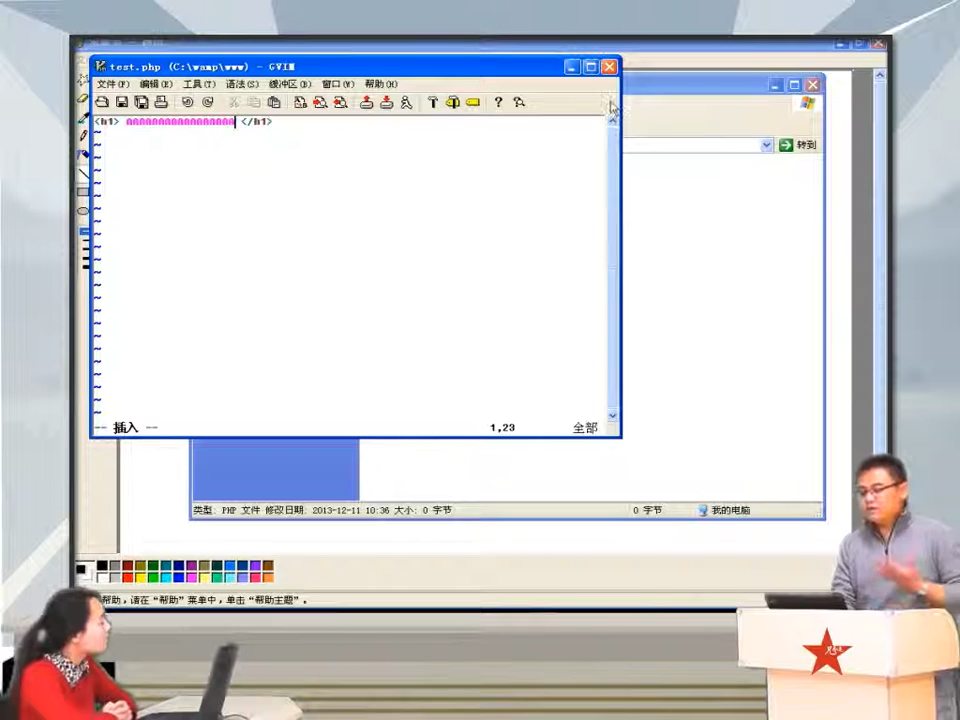 test.php (C:\wamp\www) - GVIM
文件(F) 编辑(E) 工具(T) 语法(S) 缓冲区(B) 窗口(W) 帮助(H)
转到
-- 插入 -- 1,23 全部
类型: PHP 文件 修改日期: 2013-12-11 10:36 大小: 0 字节 0 字节 我的电脑
帮助，请在“帮助”菜单中，单击“帮助主题”。